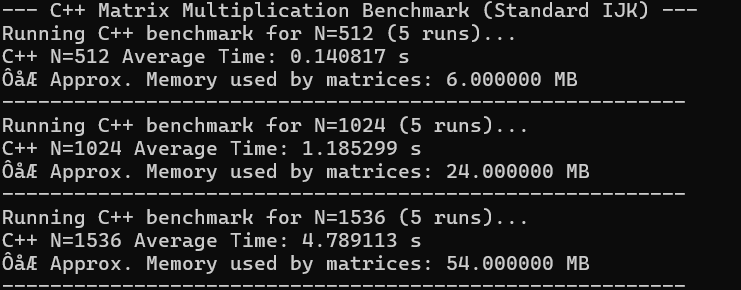 --- C++ Matrix Multiplication Benchmark (Standard IJK) ---
Running C++ benchmark for N=512 (5 runs)...
C++ N=512 Average Time: 0.140817 s
ÔåÆ Approx. Memory used by matrices: 6.000000 MB
---------------------------------------------------------
Running C++ benchmark for N=1024 (5 runs)...
C++ N=1024 Average Time: 1.185299 s
ÔåÆ Approx. Memory used by matrices: 24.000000 MB
---------------------------------------------------------
Running C++ benchmark for N=1536 (5 runs)...
C++ N=1536 Average Time: 4.789113 s
ÔåÆ Approx. Memory used by matrices: 54.000000 MB
---------------------------------------------------------